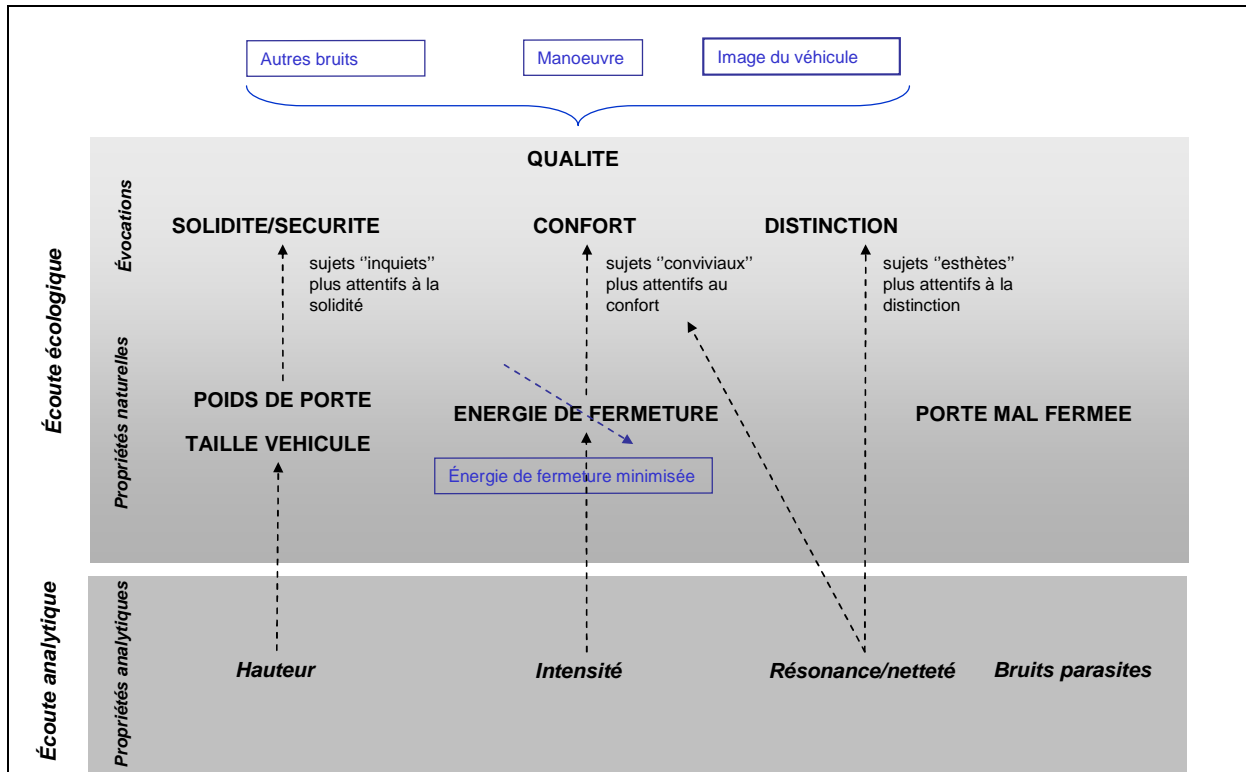 Autres bruits
Manoeuvre
Image du véhicule
QUALITE
Évocations
SOLIDITE/SECURITE
CONFORT
DISTINCTION
sujets ‘‘inquiets’’
plus attentifs à la
solidité
sujets ‘‘conviviaux’’
plus attentifs au
confort
sujets ‘‘esthètes’’
plus attentifs à la
distinction
Écoute écologique
Propriétés naturelles
POIDS DE PORTE
TAILLE VEHICULE
ENERGIE DE FERMETURE
PORTE MAL FERMEE
Énergie de fermeture minimisée
Écoute analytique
Propriétés analytiques
Hauteur
Intensité
Résonance/netteté
Bruits parasites